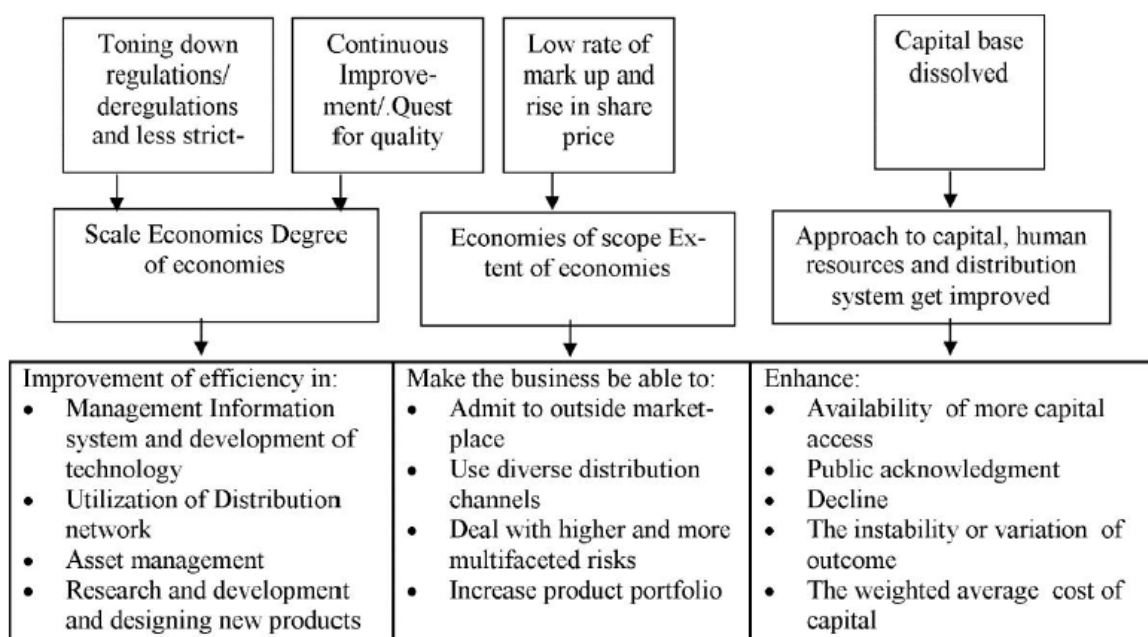 Toning down
regulations/
deregulations
and less strict-
Continuous
Improve-
ment/.Quest
for quality
Low rate of
mark up and
rise in share
price
Capital base
dissolved
Scale Economics Degree
of economies
Economies of scope Ex-
tent of economies
Approach to capital, human
resources and distribution
system get improved
Improvement of efficiency in:
• Management Information
system and development of
technology
• Utilization of Distribution
network
• Asset management
• Research and development
and designing new products
Make the business be able to:
• Admit to outside market-
place
• Use diverse distribution
channels
• Deal with higher and more
multifaceted risks
• Increase product portfolio
Enhance:
• Availability of more capital
access
• Public acknowledgment
• Decline
• The instability or variation of
outcome
• The weighted average cost of
capital